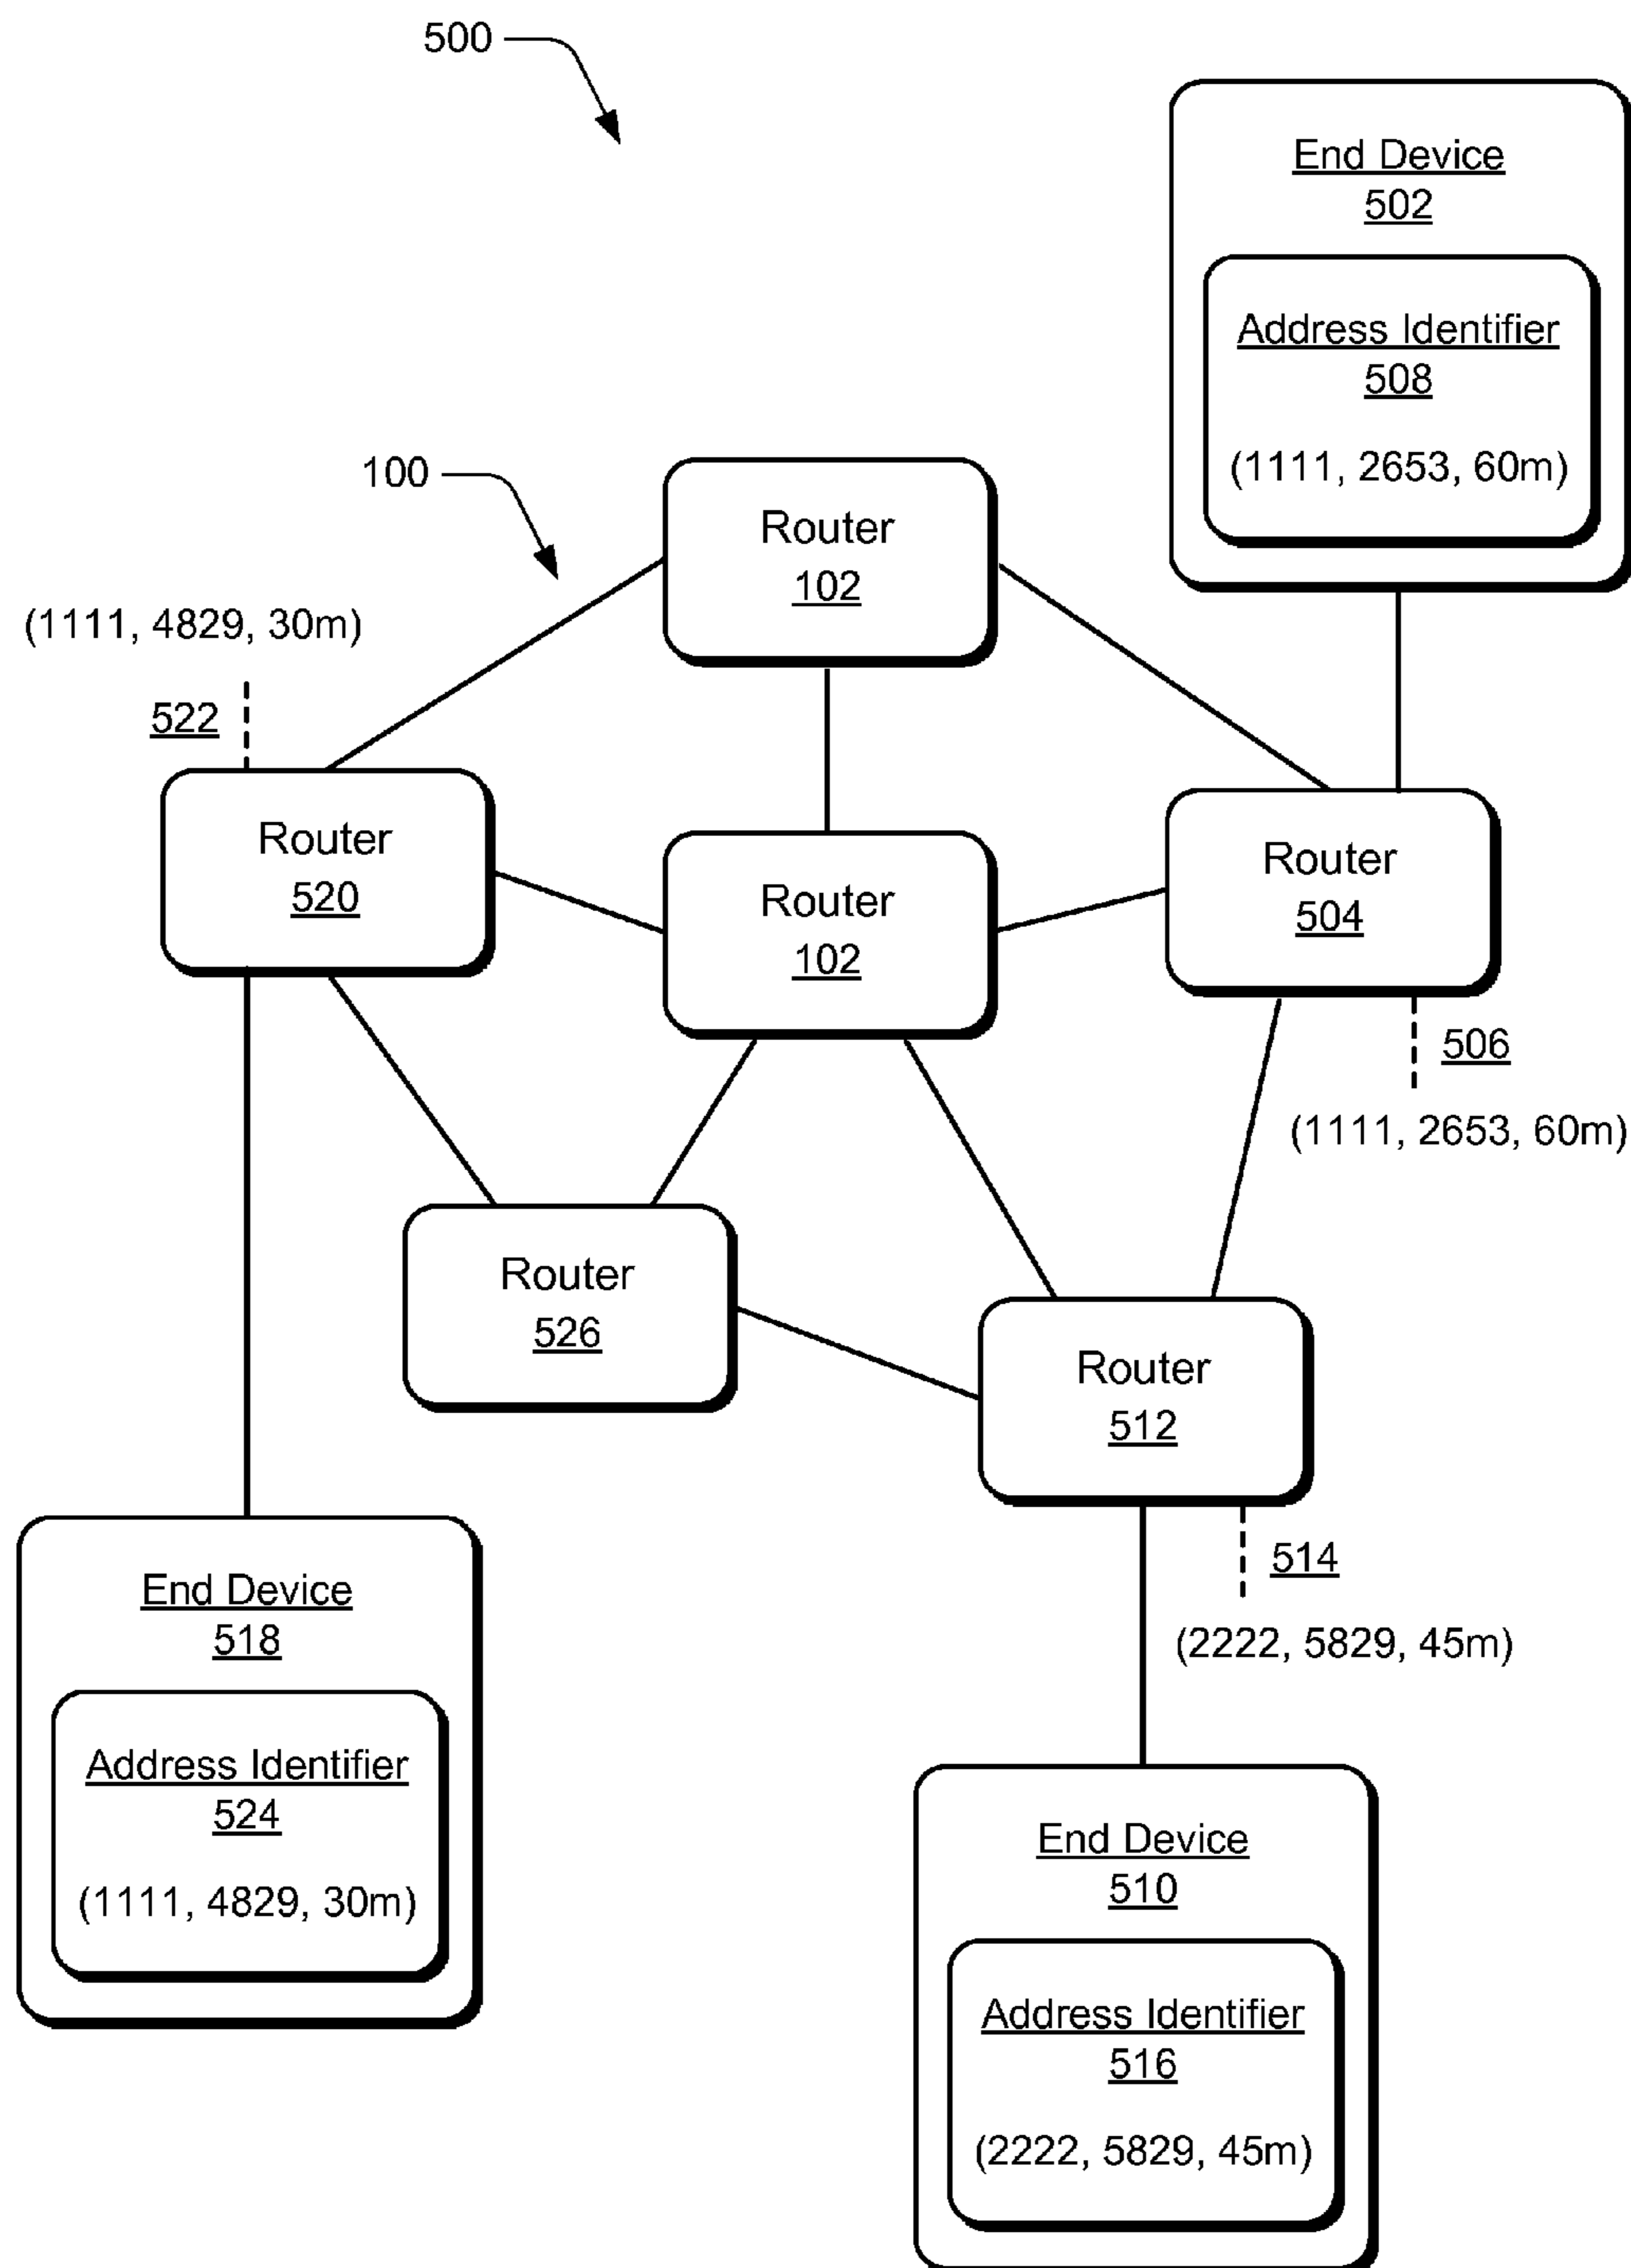 500
End Device
502
Address Identifier
508
(1111, 2653, 60m)
100
Router
102
(1111, 4829, 30m)
522
Router
520
Router
102
Router
504
506
(1111, 2653, 60m)
Router
526
Router
512
514
(2222, 5829, 45m)
End Device
518
Address Identifier
524
(1111, 4829, 30m)
End Device
510
Address Identifier
516
(2222, 5829, 45m)